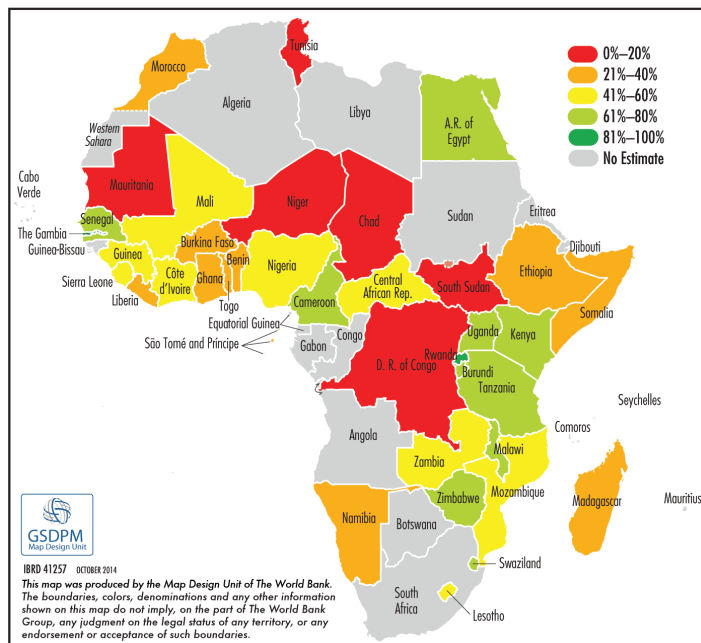 Tunisia
Morocco
Algeria
Libya
A.R. of
Egypt
0%–20%
21%–40%
41%–60%
61%–80%
81%–100%
No Estimate
Western
Sahara
Cabo
Verde
Mauritania
Mali
Niger
Chad
Sudan
Eritrea
Senegal
The Gambia
Guinea-Bissau
Guinea
Sierra Leone
Liberia
Côte
d'Ivoire
Burkina Faso
Ghana
Togo
Benin
Nigeria
Cameroon
Central
African Rep.
South Sudan
Djibouti
Ethiopia
Somalia
Equatorial Guinea
São Tomé and Príncipe
Gabon
Congo
D. R. of Congo
Uganda
Kenya
Rwanda
Burundi
Tanzania
Seychelles
Comoros
Angola
Zambia
Malawi
Mozambique
Zimbabwe
Madagascar
Mauritius
Namibia
Botswana
Swaziland
South
Africa
Lesotho
GSDPM
Map Design Unit
IBRD 41257 OCTOBER 2014
This map was produced by the Map Design Unit of The World Bank.
The boundaries, colors, denominations and any other information
shown on this map do not imply, on the part of The World Bank
Group, any judgment on the legal status of any territory, or any
endorsement or acceptance of such boundaries.